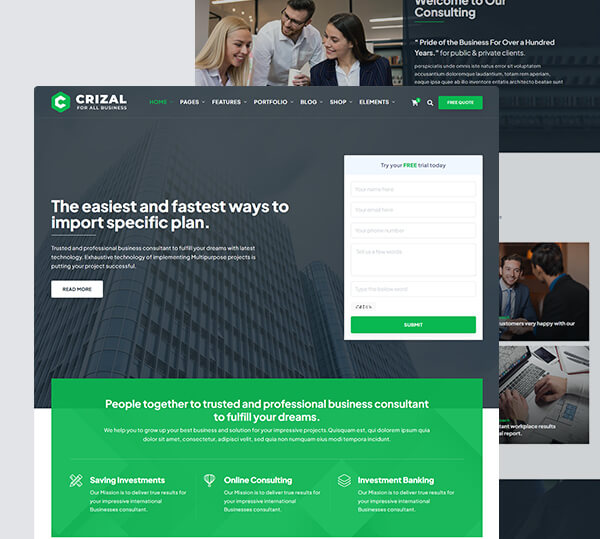 Welcome to Our
Consulting
" Pride of the Business For Over a Hundred
Years." for public & private clients.
perspiciatis unde omnis iste natus error sit voluptatem
accusantium doloremque laudantium, totam rem aperiam,
eaque ipsa quae ab illo inventore veritatis architecto beatae sunt
CRIZAL
FOR ALL BUSINESS
HOME
PAGES
FEATURES
PORTFOLIO
BLOG
SHOP
ELEMENTS
FREE QUOTE
Try your FREE trial today
Your name here
Your email here
Your phone number
Tell us a few words
Type the below word
SUBMIT
The easiest and fastest ways to
import specific plan.
Trusted and professional business consultant to fulfill your dreams with latest
technology. Exhaustive technology of implementing Multipurpose projects is
putting your project successful.
READ MORE
customers very happy with our
tant workplace results
al report.
People together to trusted and professional business consultant
to fulfill your dreams.
We help you to grow up your best business and solution for your impressive projects. Quisquam est, qui dolorem ipsum quia
dolor sit amet, consectetur, adipisci velit, sed quia non numquam eius modi tempora incidunt.
Saving Investments
Our Mission is to deliver true results for
your impressive international
Businesses consultant.
Online Consulting
Our Mission is to deliver true results for
your impressive international
Businesses consultant.
Investment Banking
Our Mission is to deliver true results for
your impressive international
Businesses consultant.